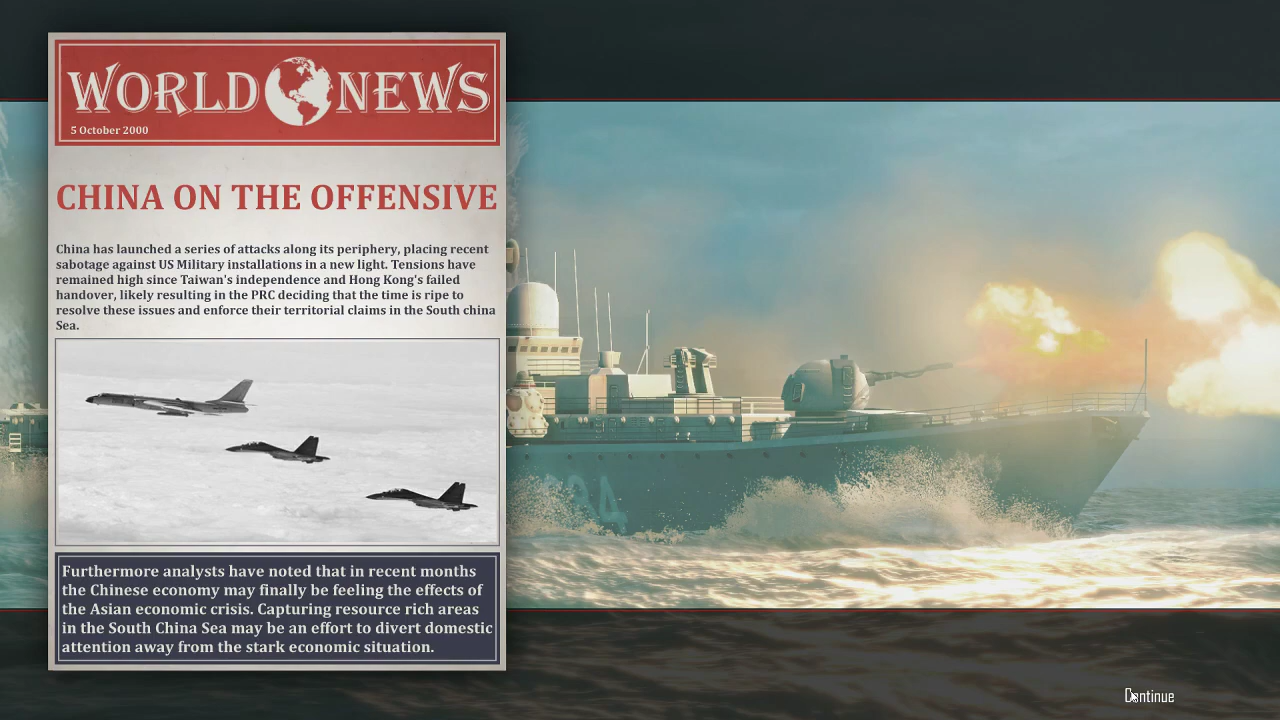 WORLD NEWS
5 October 2000
CHINA ON THE OFFENSIVE
China has launched a series of attacks along its periphery, placing recent
sabotage against US Military installations in a new light. Tensions have
remained high since Taiwan's independence and Hong Kong's failed
handover, likely resulting in the PRC deciding that the time is ripe to
resolve these issues and enforce their territorial claims in the South china
Sea.
Furthermore analysts have noted that in recent months
the Chinese economy may finally be feeling the effects of
the Asian economic crisis. Capturing resource rich areas
in the South China Sea may be an effort to divert domestic
attention away from the stark economic situation.
Continue